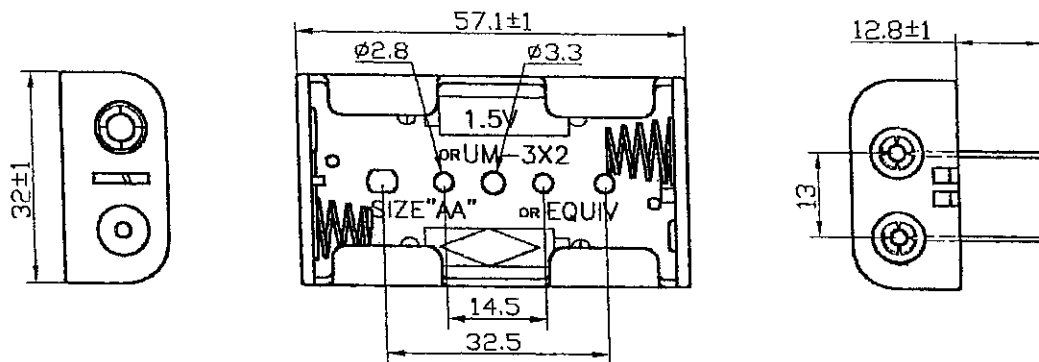 57.1±1
12.8±1
ø2.8
ø3.3
1.5V
OR UM-3X2
32±1
13
SIZE"AA" OR EQUIV
14.5
32.5